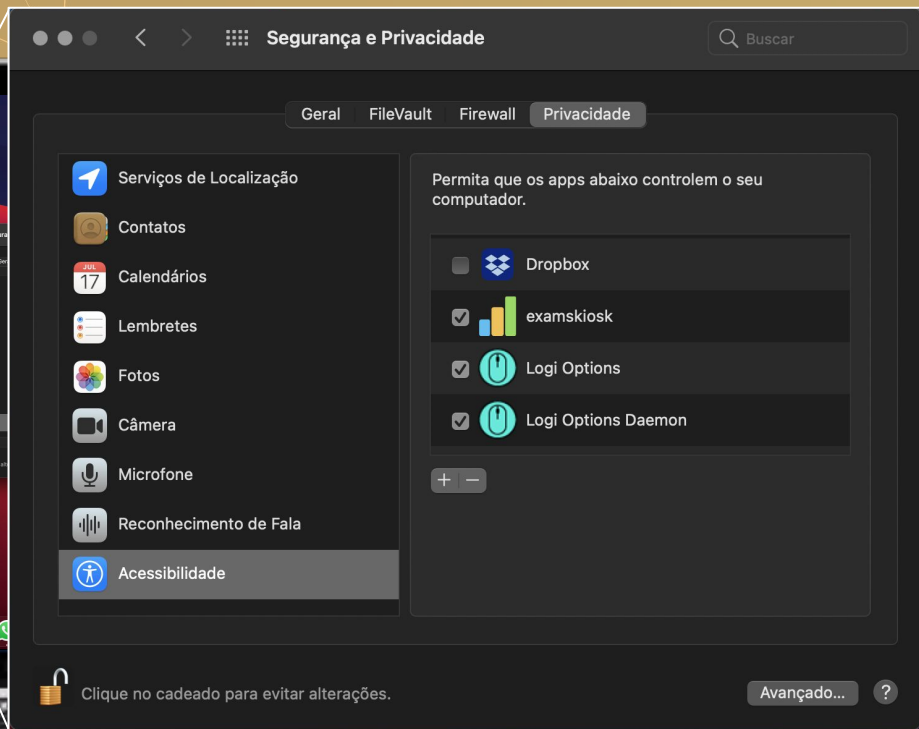 Segurança e Privacidade
Buscar
Geral FileVault Firewall Privacidade
Serviços de Localização
Contatos
JUL
17
Calendários
Lembretes
Fotos
Câmera
Microfone
Reconhecimento de Fala
Acessibilidade
Permita que os apps abaixo controlem o seu
computador.
Dropbox
examskiosk
Logi Options
Logi Options Daemon
Clique no cadeado para evitar alterações.
Avançado...
?